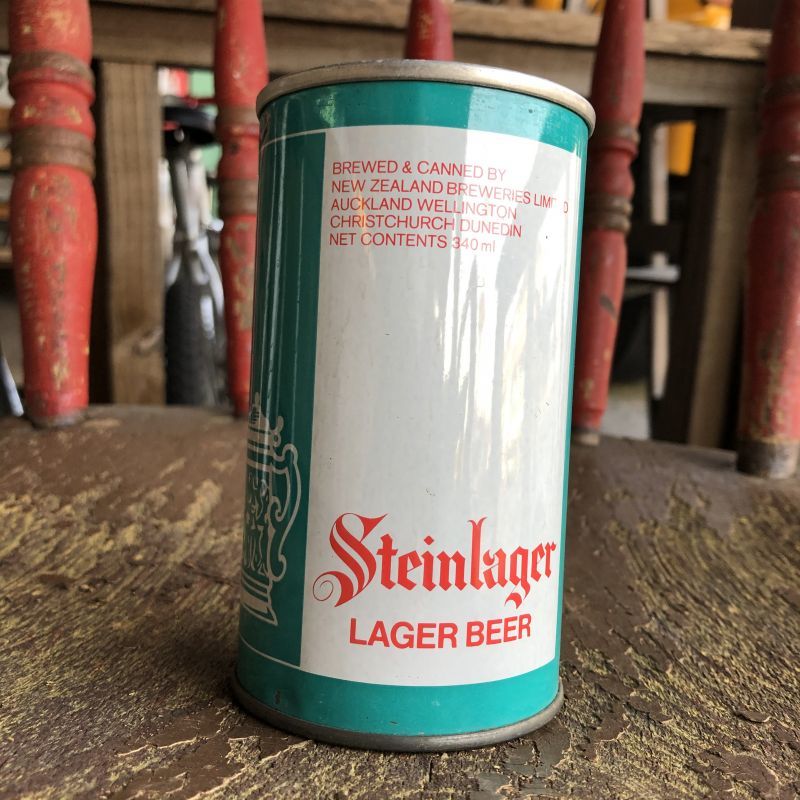 BREWED & CANNED BY
NEW ZEALAND BREWERIES LIMITED
AUCKLAND WELLINGTON
CHRISTCHURCH DUNEDIN
NET CONTENTS 340 ml
Steinlager
LAGER BEER